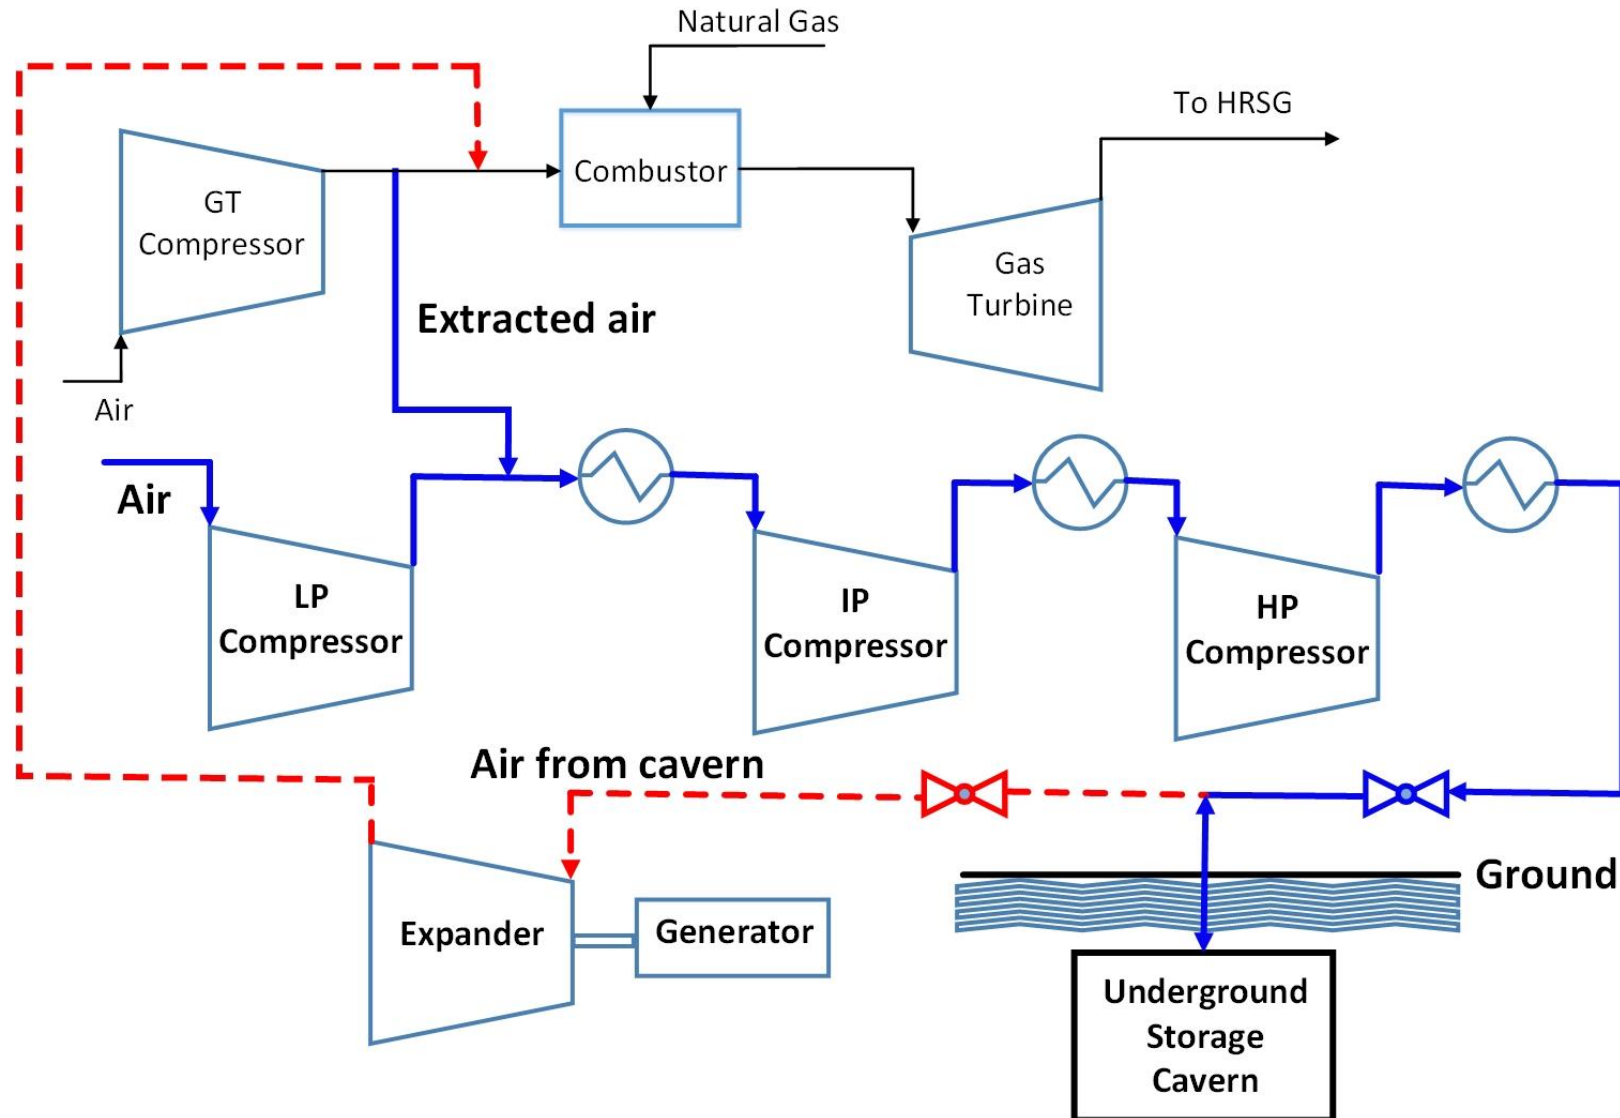 Natural Gas
To HRSG
GT
Compressor
Combustor
Gas
Turbine
Extracted air
Air
Air
LP
Compressor
IP
Compressor
HP
Compressor
Air from cavern
Ground
Expander
Generator
Underground
Storage
Cavern